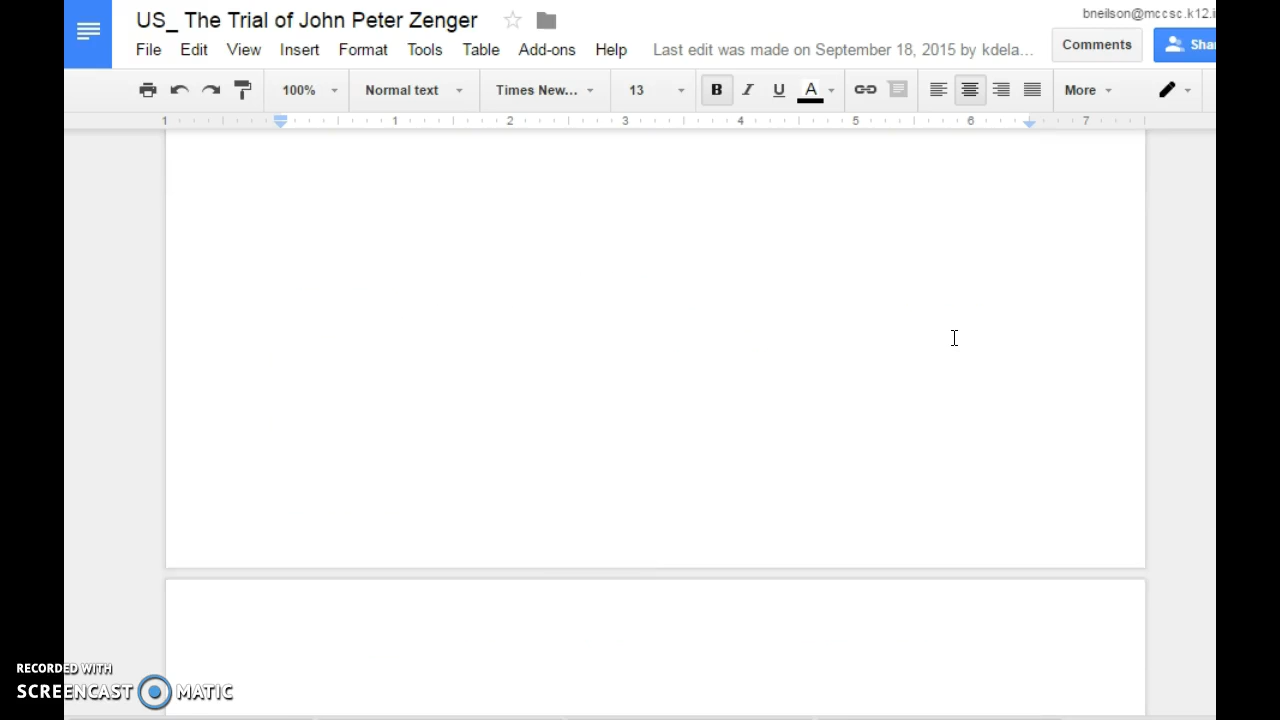 US_ The Trial of John Peter Zenger
bneilson@mccsc.k12.i
File Edit View Insert Format Tools Table Add-ons Help Last edit was made on September 18, 2015 by kdela...
Comments
Shar
100% Normal text Times New... 13 B I U A More
1 1 2 3 4 5 6 7
RECORDED WITH
SCREENCAST MATIC